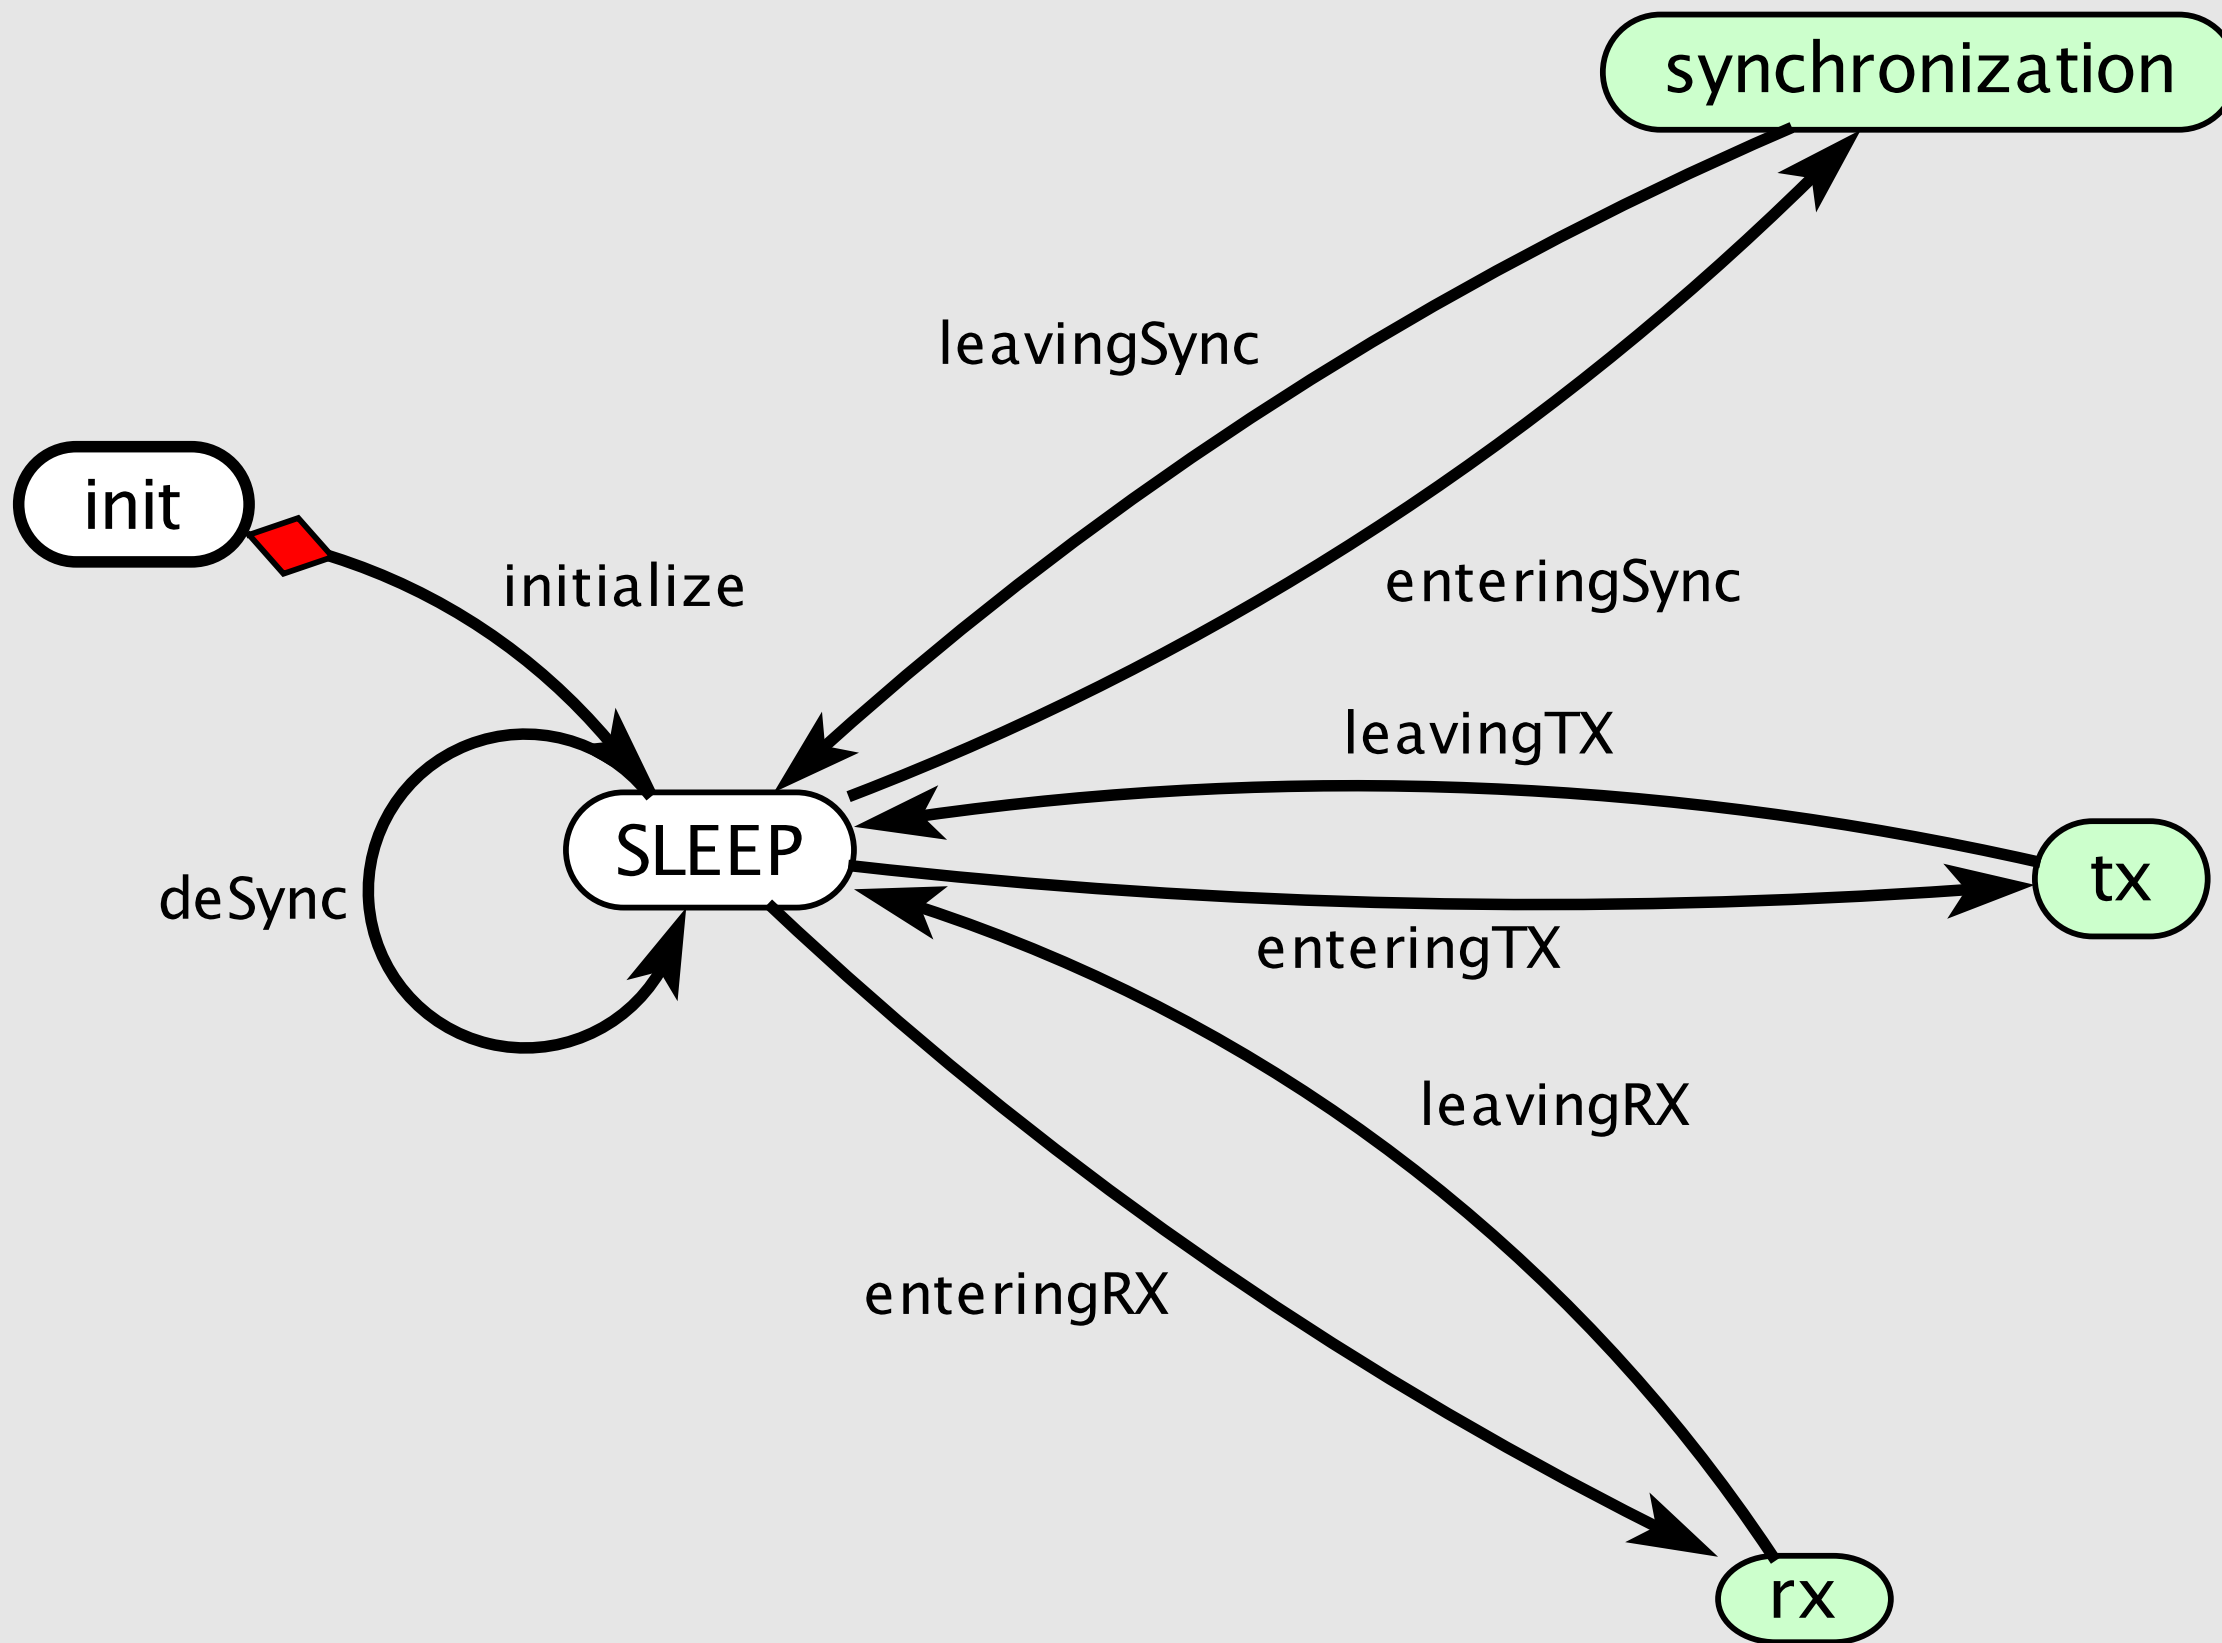 synchronization
leavingSync
init
enteringSync
initialize
leavingTX
SLEEP
tx
deSync
enteringTX
leavingRX
enteringRX
rx